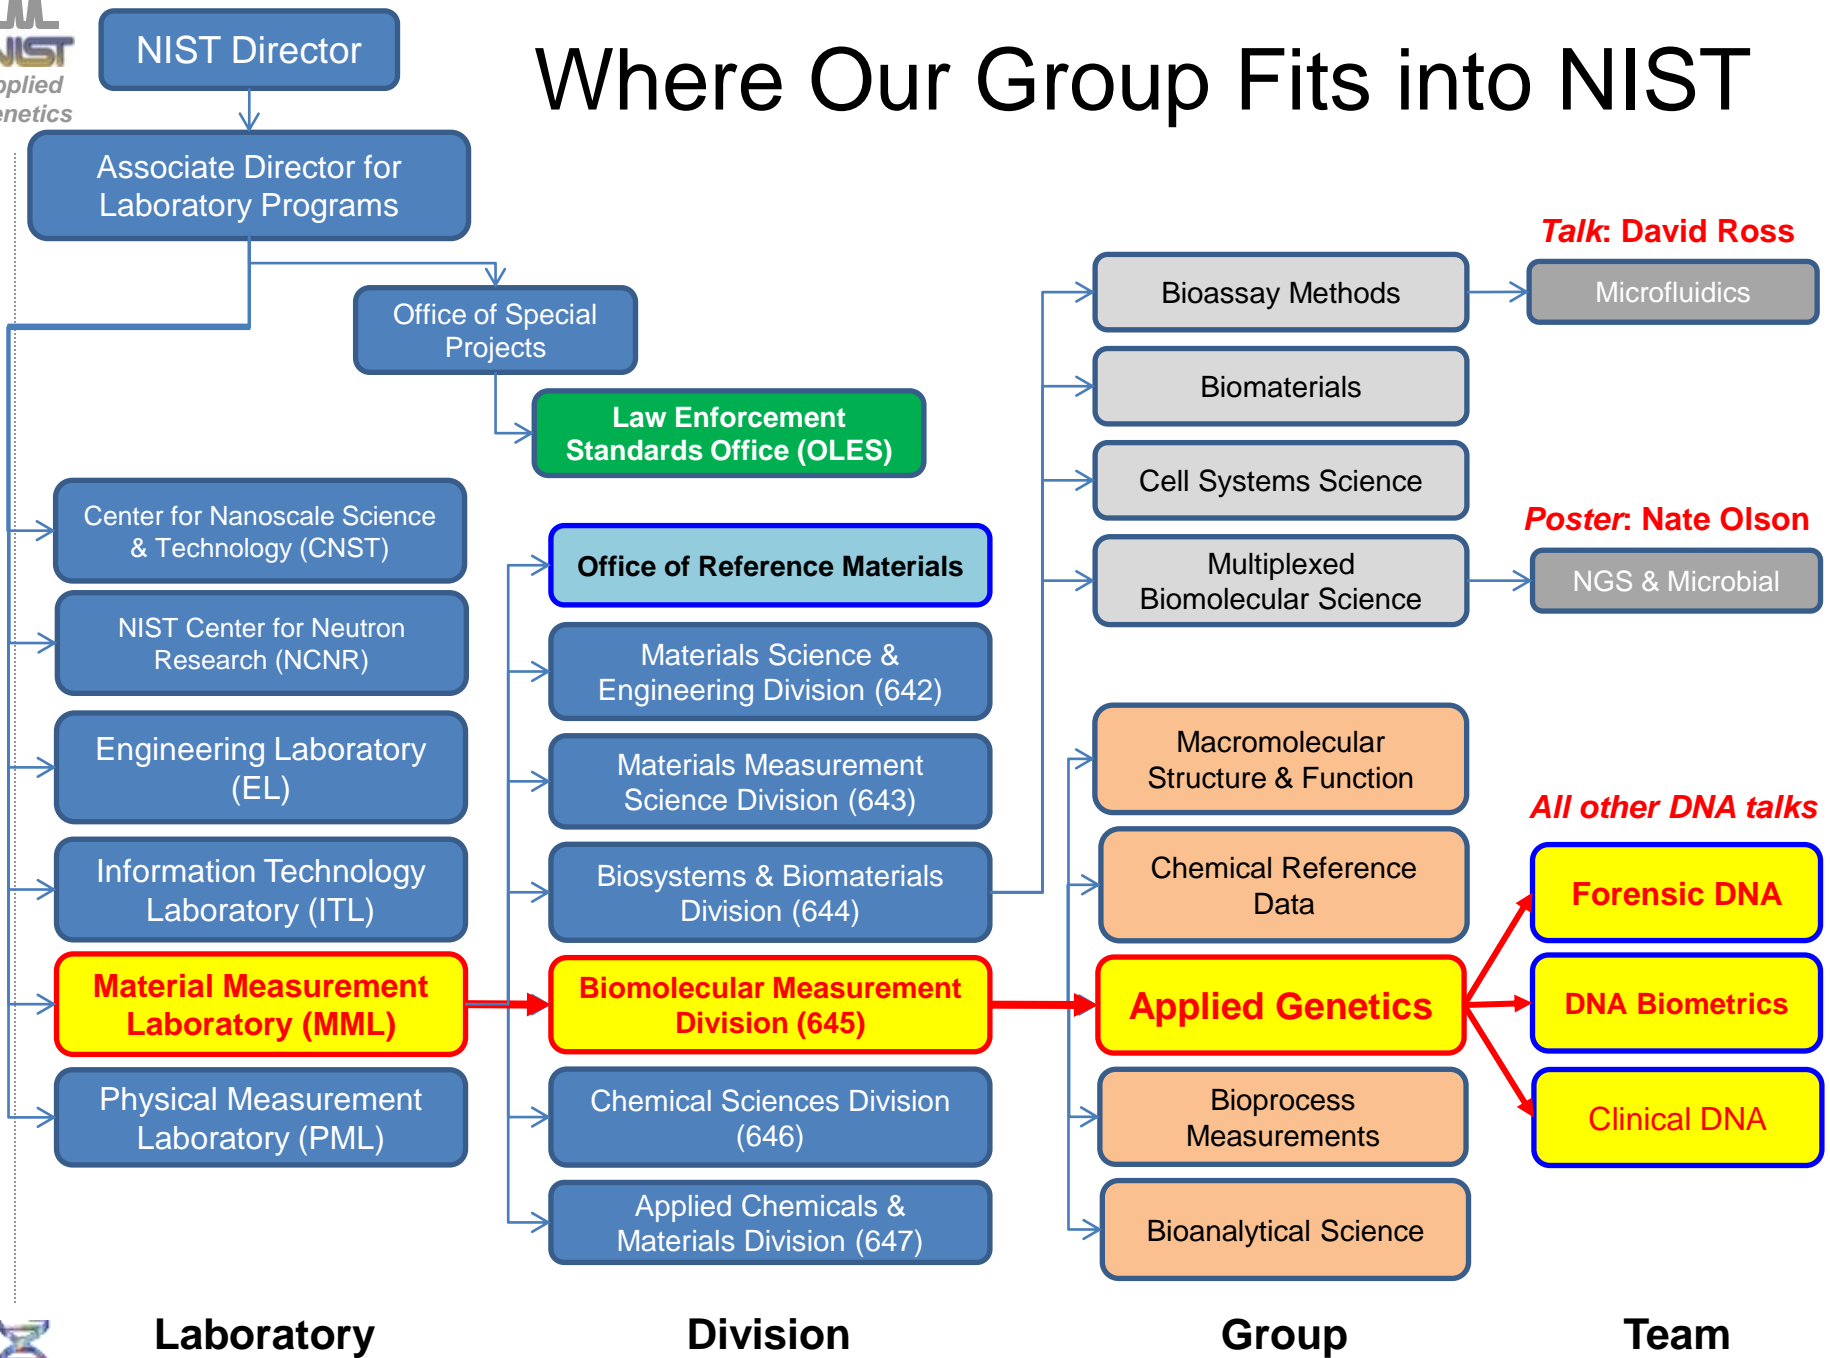 NIST
Applied
Genetics
NIST Director
Where Our Group Fits into NIST
Associate Director for
Laboratory Programs
Office of Special
Projects
Law Enforcement
Standards Office (OLES)
Center for Nanoscale Science
& Technology (CNST)
NIST Center for Neutron
Research (NCNR)
Engineering Laboratory
(EL)
Information Technology
Laboratory (ITL)
Material Measurement
Laboratory (MML)
Physical Measurement
Laboratory (PML)
Laboratory
Office of Reference Materials
Materials Science &
Engineering Division (642)
Materials Measurement
Science Division (643)
Biosystems & Biomaterials
Division (644)
Biomolecular Measurement
Division (645)
Chemical Sciences Division
(646)
Applied Chemicals &
Materials Division (647)
Division
Bioassay Methods
Biomaterials
Cell Systems Science
Multiplexed
Biomolecular Science
Macromolecular
Structure & Function
Chemical Reference
Data
Applied Genetics
Bioprocess
Measurements
Bioanalytical Science
Group
Talk: David Ross
Microfluidics
Poster: Nate Olson
NGS & Microbial
All other DNA talks
Forensic DNA
DNA Biometrics
Clinical DNA
Team